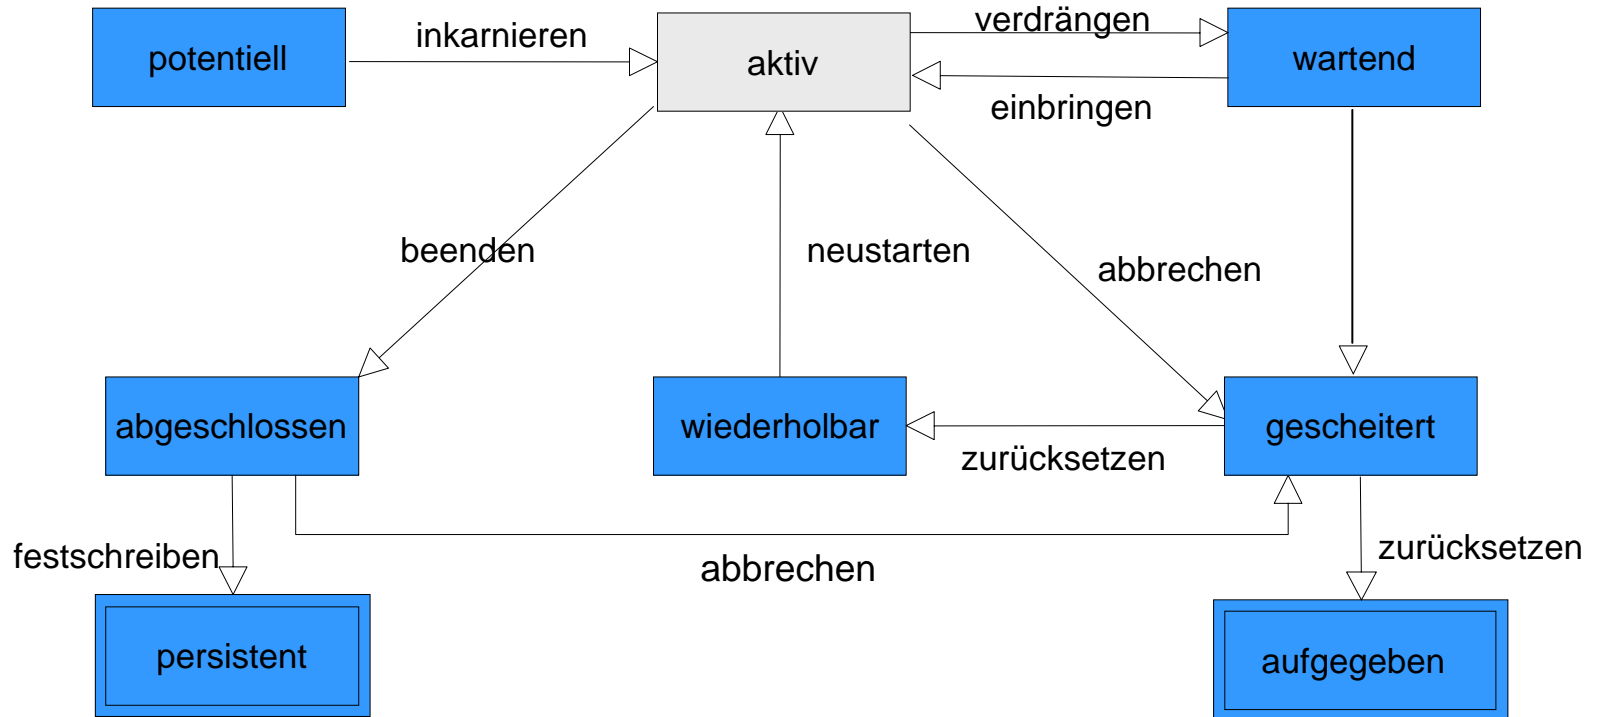 verdrängen
inkarnieren
potentiell
aktiv
wartend
einbringen
beenden
neustarten
abbrechen
abgeschlossen
wiederholbar
gescheitert
zurücksetzen
festschreiben
abbrechen
zurücksetzen
persistent
aufgegeben